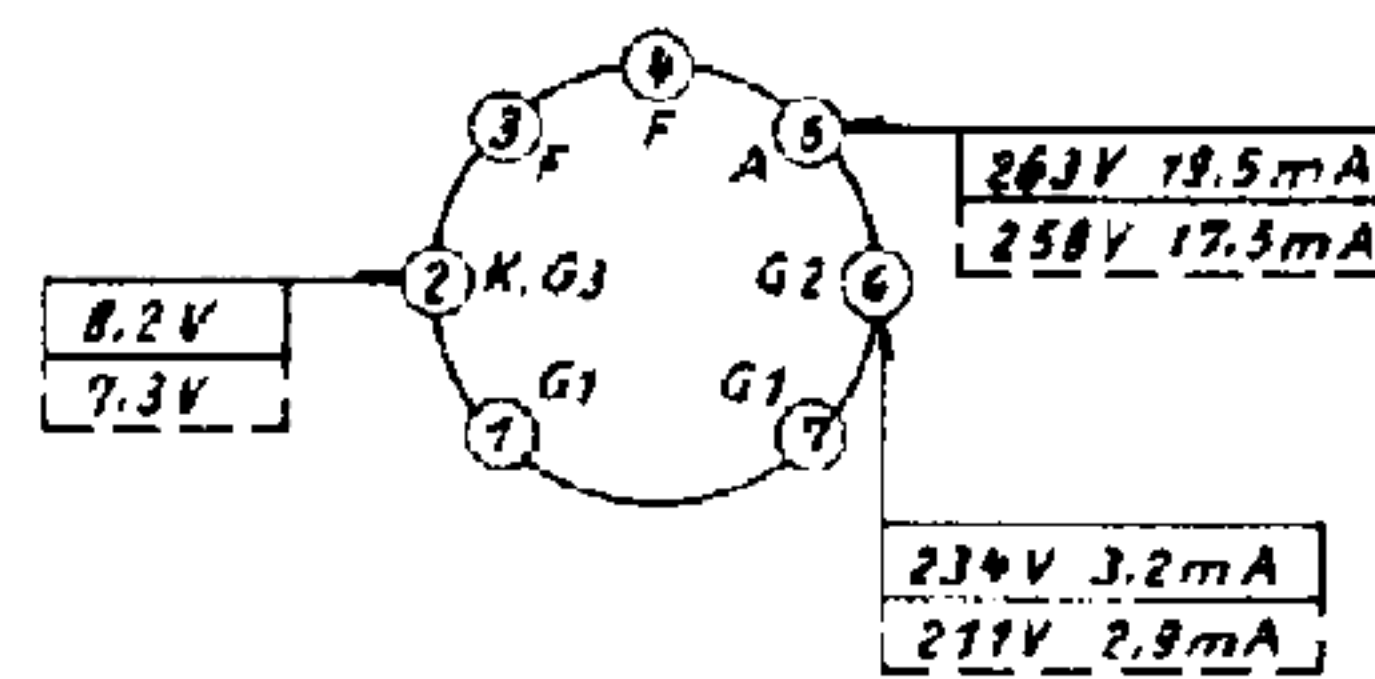 4
3
F
F
5
A
263V 19.5mA
258V 17.5mA
2
K, G3
G2
6
8.2V
7.3V
G1
G1
1
7
234V 3.2mA
211V 2.9mA